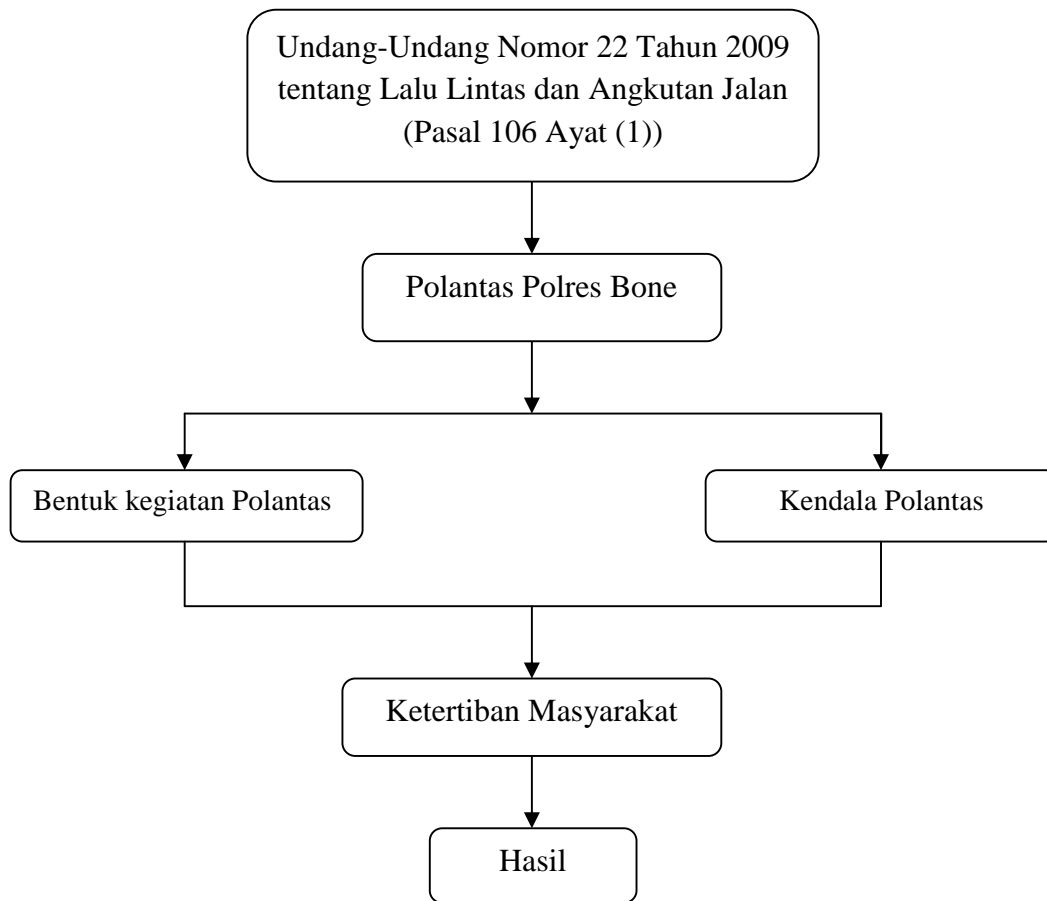 Undang-Undang Nomor 22 Tahun 2009
tentang Lalu Lintas dan Angkutan Jalan
(Pasal 106 Ayat (1))
Polantas Polres Bone
Bentuk kegiatan Polantas
Kendala Polantas
Ketertiban Masyarakat
Hasil